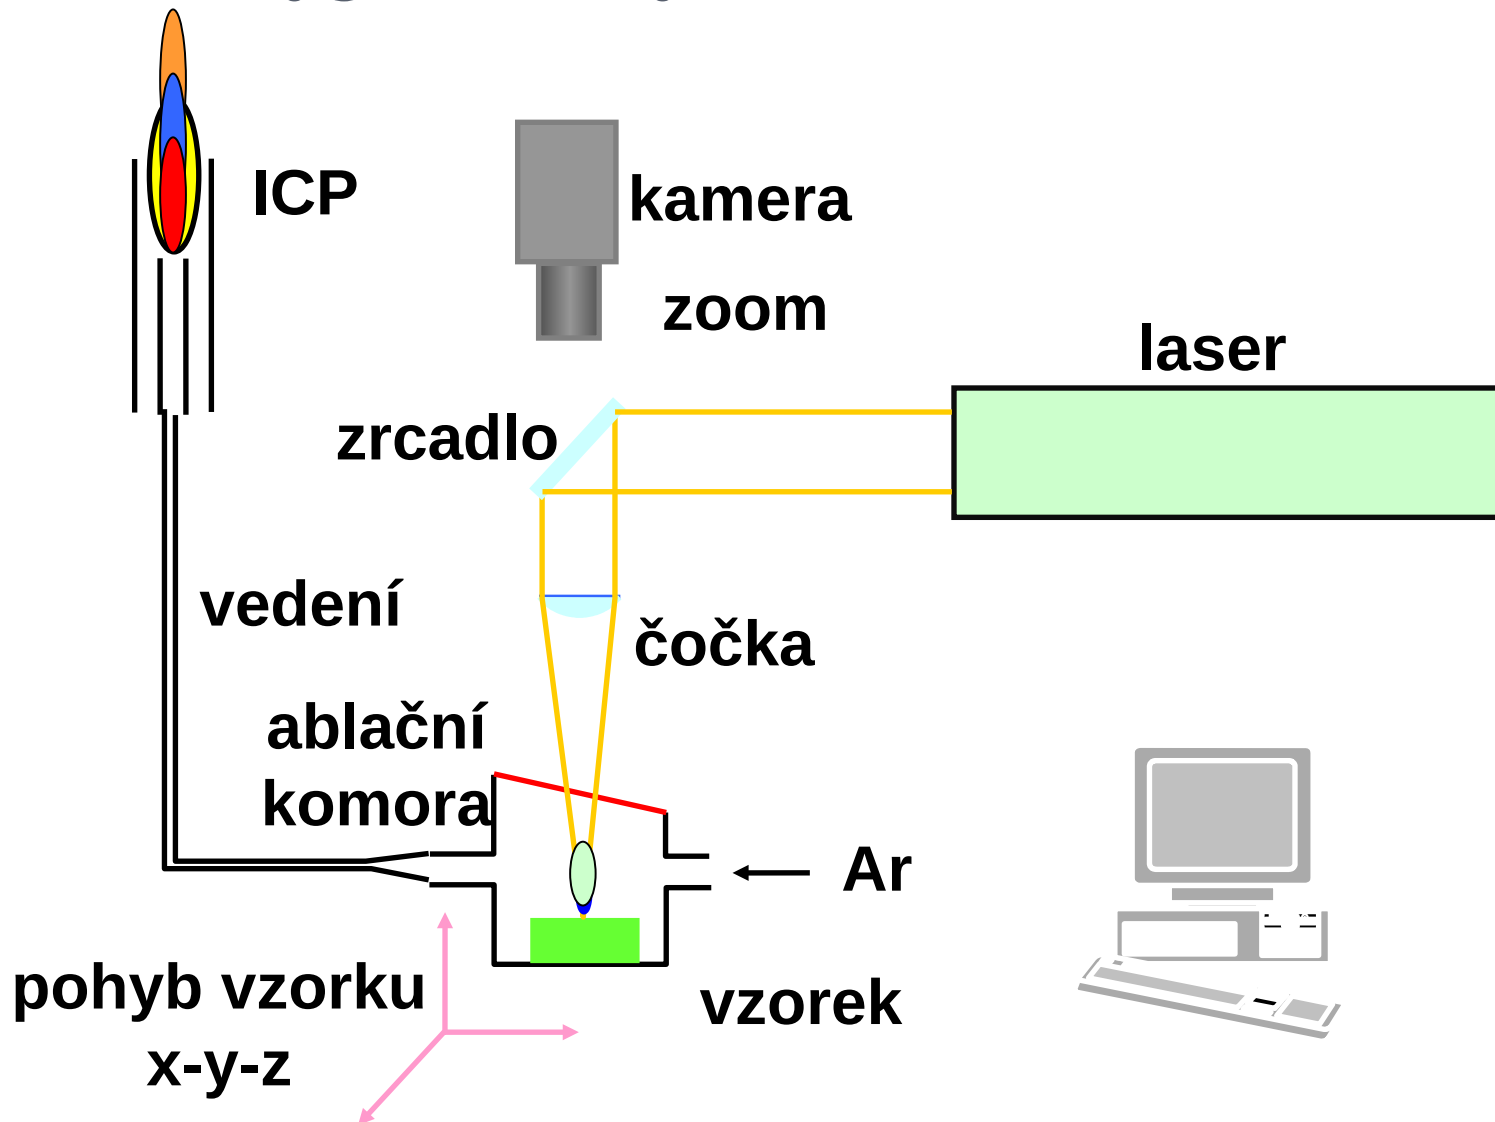 ICP
kamera
zoom
laser
zrcadlo
vedení
čočka
ablační
komora
Ar
pohyb vzorku
x-y-z
vzorek